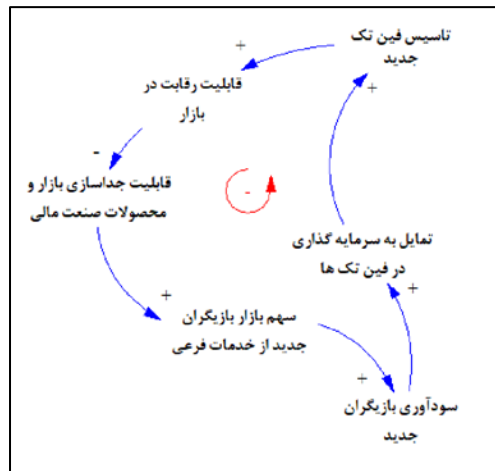 تاسیس فین تک
جدید
+
+
قابلیت رقابت در
بازار
-
قابلیت جداسازی بازار و
محصولات صنعت مالی
-
تمایل به سرمایه گذاری
در فین تک ها
+
+
سهم بازار بازیگران
جدید از خدمات فرعی
+
سودآوری بازیگران
جدید